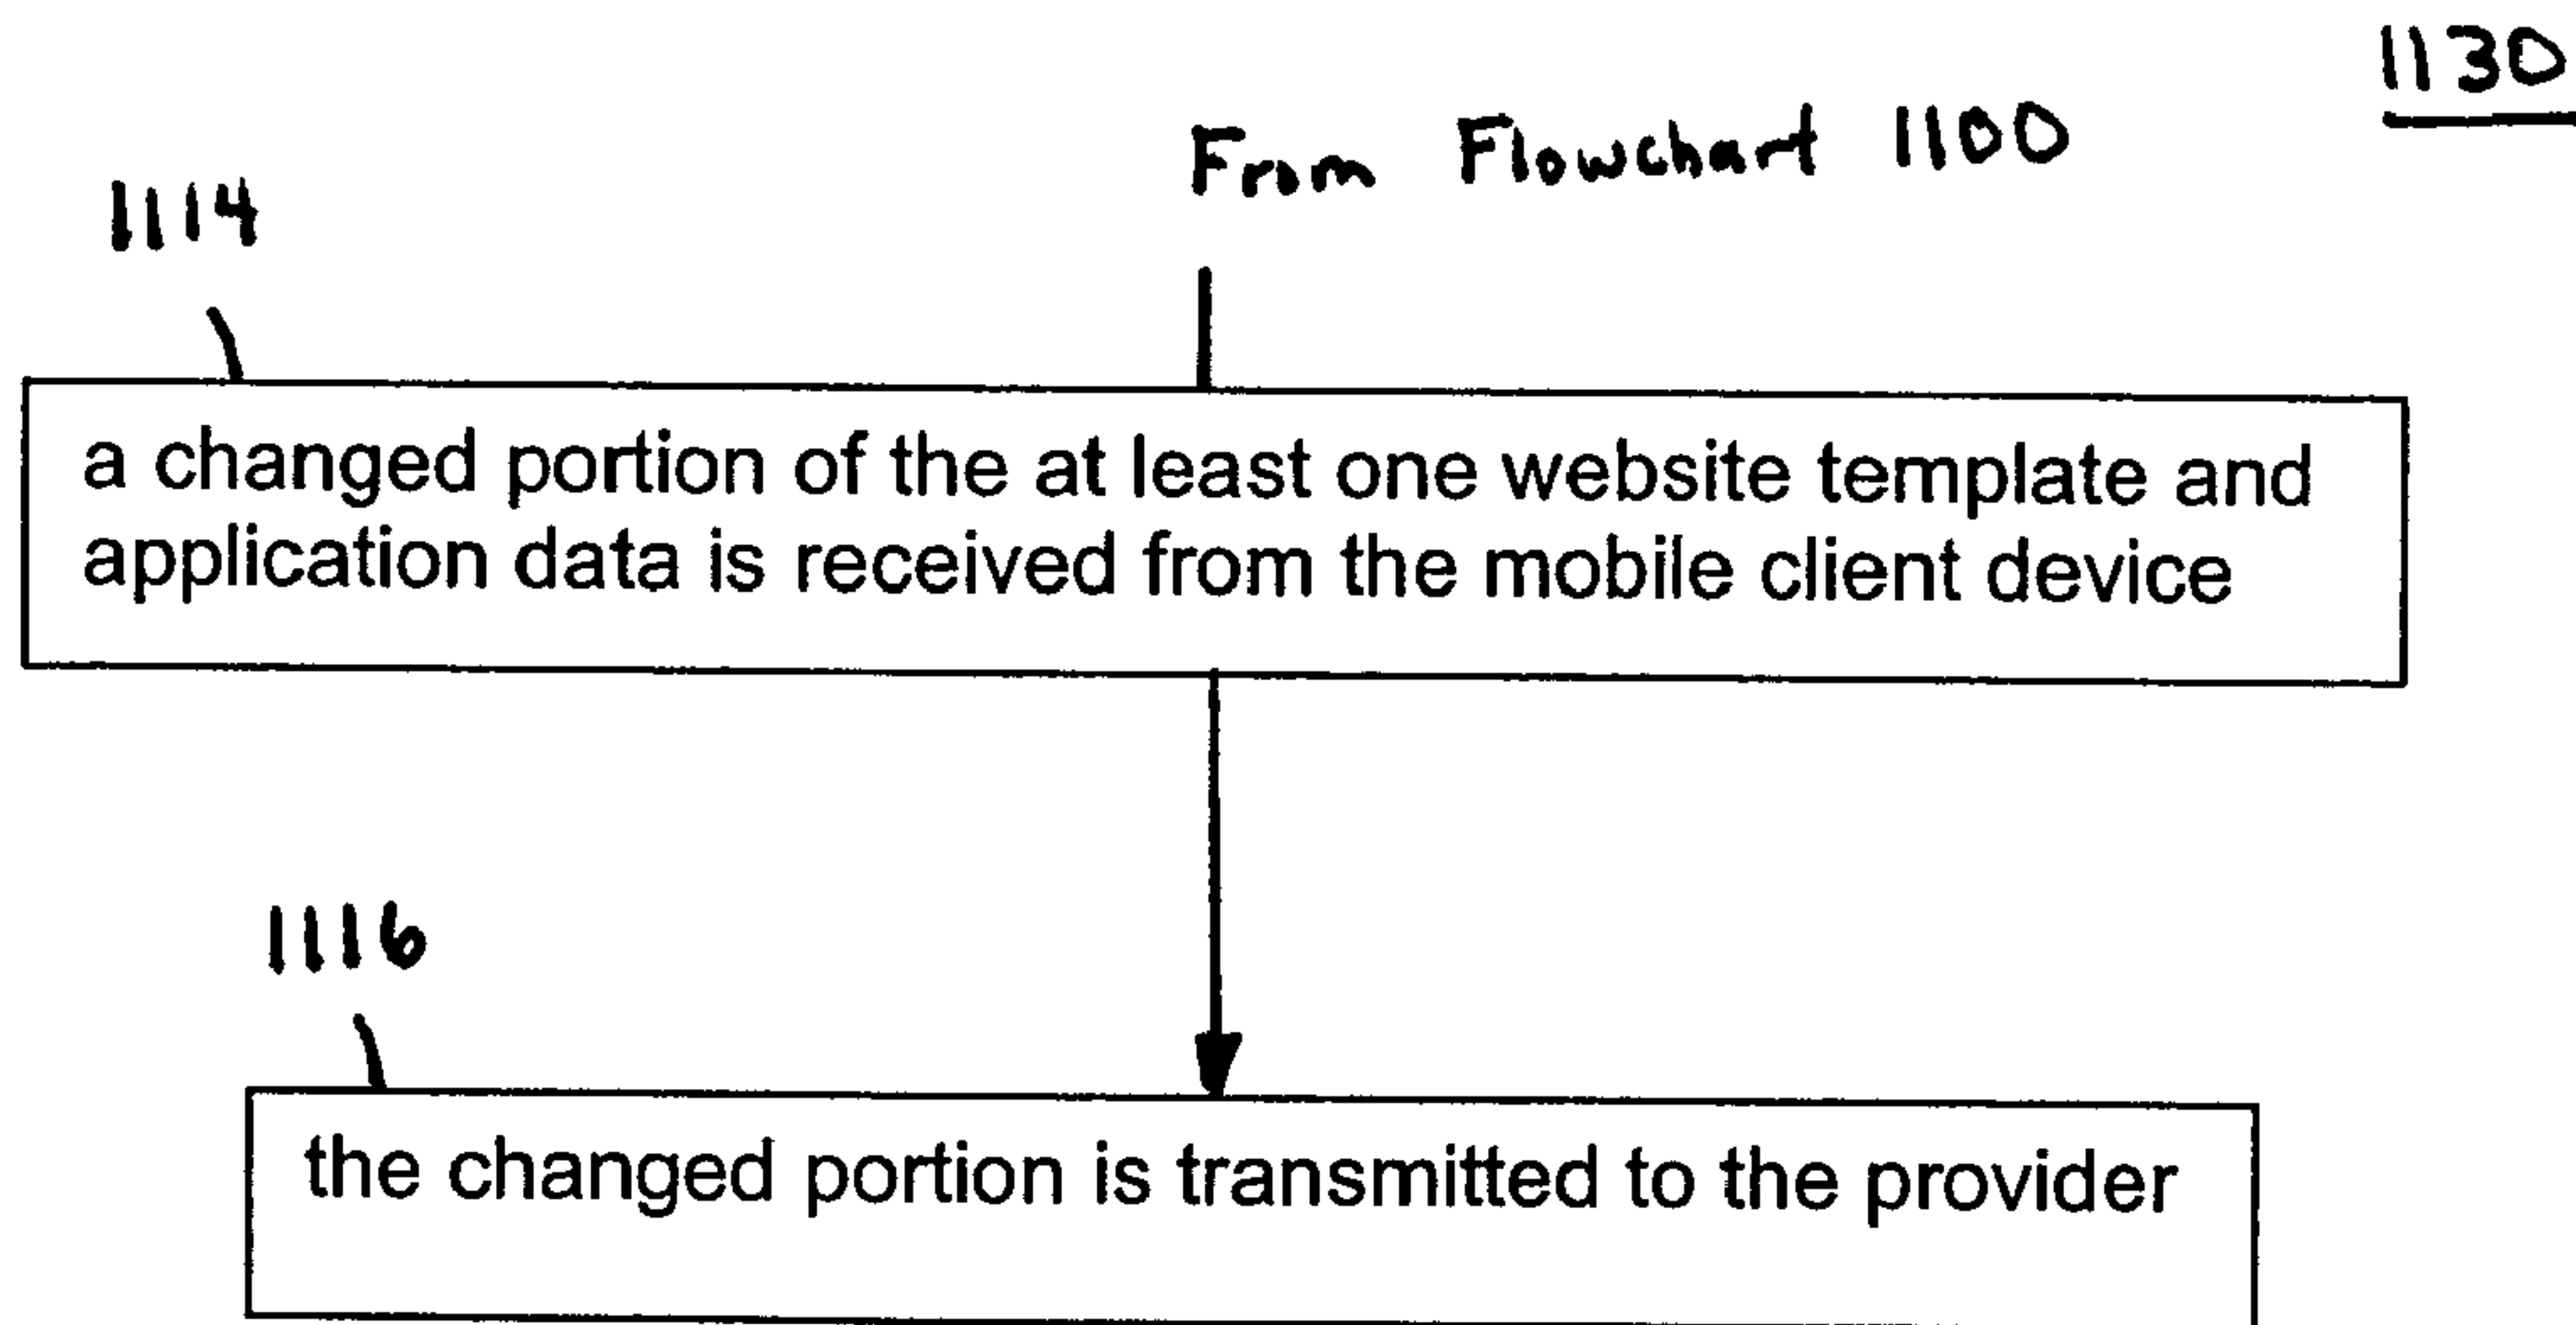 1130
From Flowchart 1100
1114
a changed portion of the at least one website template and
application data is received from the mobile client device
1116
the changed portion is transmitted to the provider